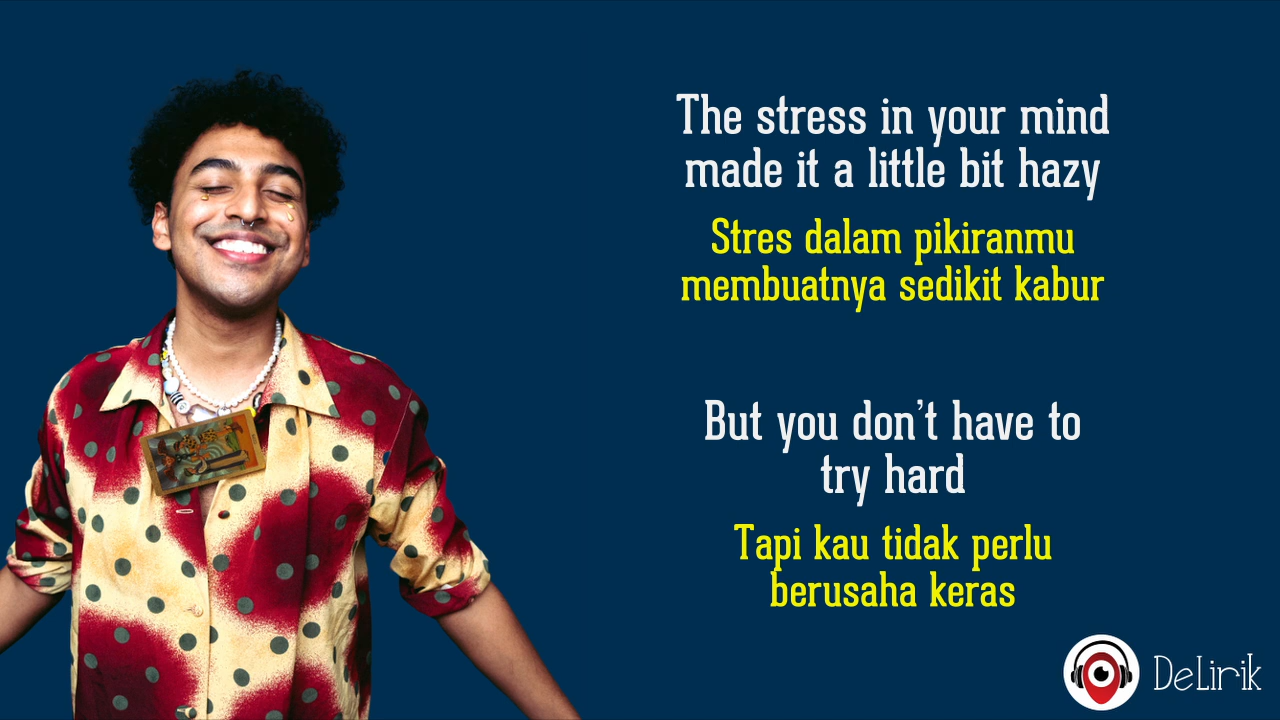 The stress in your mind
made it a little bit hazy
Stres dalam pikiranmu
membuatnya sedikit kabur
But you don't have to
try hard
Tapi kau tidak perlu
berusaha keras
DeLirik